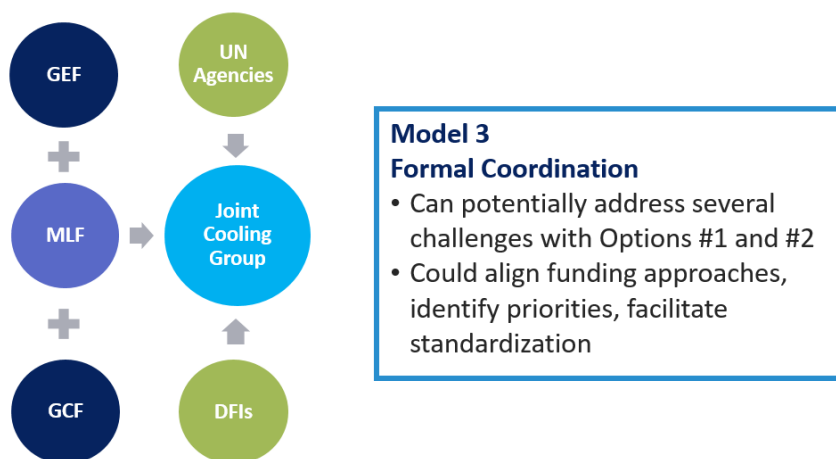 GEF
UN
Agencies
MLF
Joint
Cooling
Group
GCF
DFIs
Model 3
Formal Coordination
• Can potentially address several
challenges with Options #1 and #2
• Could align funding approaches,
identify priorities, facilitate
standardization